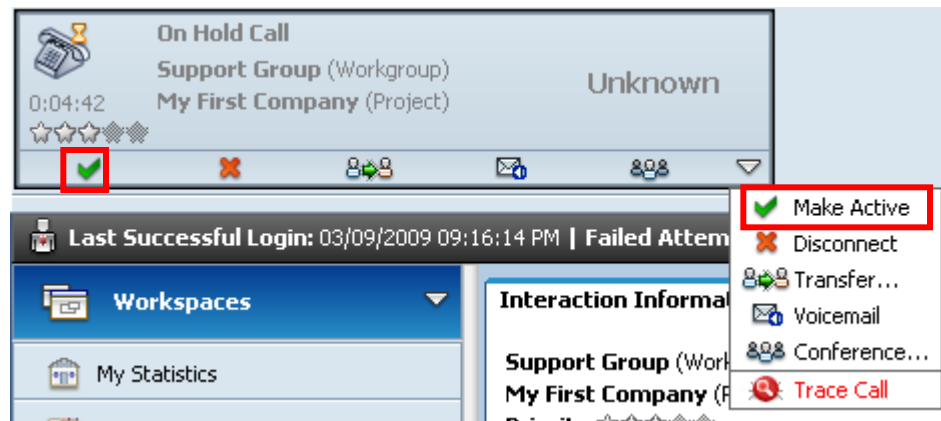 On Hold Call
Support Group (Workgroup)
Unknown
0:04:42 My First Company (Project)
Make Active
Last Successful Login: 03/09/2009 09:16:14 PM | Failed Attem
Disconnect
Transfer...
Workspaces
Interaction Informa
Voicemail
Conference...
My Statistics
Support Group (Work
My First Company (P
Trace Call